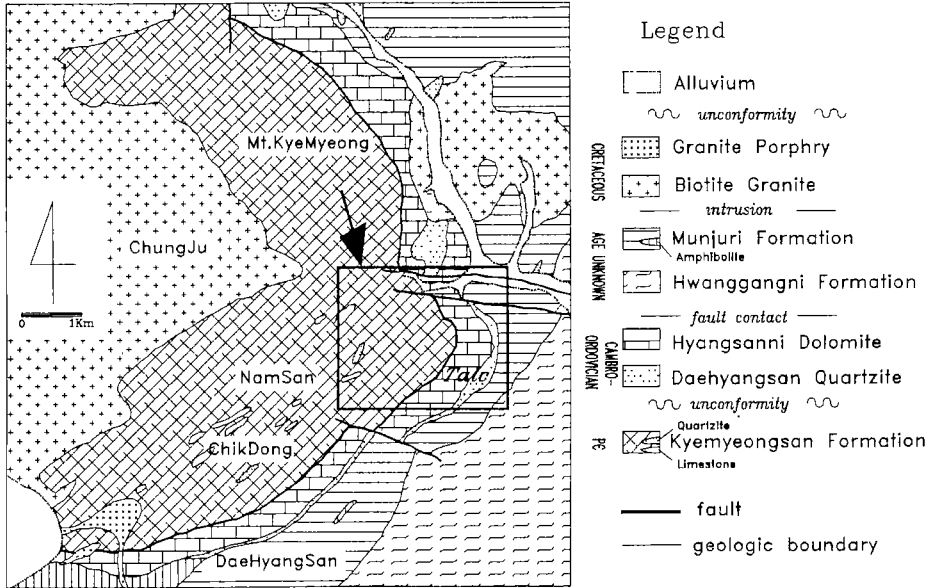 Mt.KyeMyeong
ChungJu
0 1Km
NamSan
Talc
ChikDong
DaeHyangSan
Legend
Alluvium
unconformity
CRETACEOUS
Granite Porphry
Biotite Granite
intrusion
AGE UNKNOWN
Munjuri Formation
Amphibolite
Hwanggangni Formation
fault contact
CAMBRO-
ORDOVICIAN
Hyangsanni Dolomite
Daehyangsan Quartzite
unconformity
PC
Quartzite
Kyemyeongsan Formation
Limestone
fault
geologic boundary